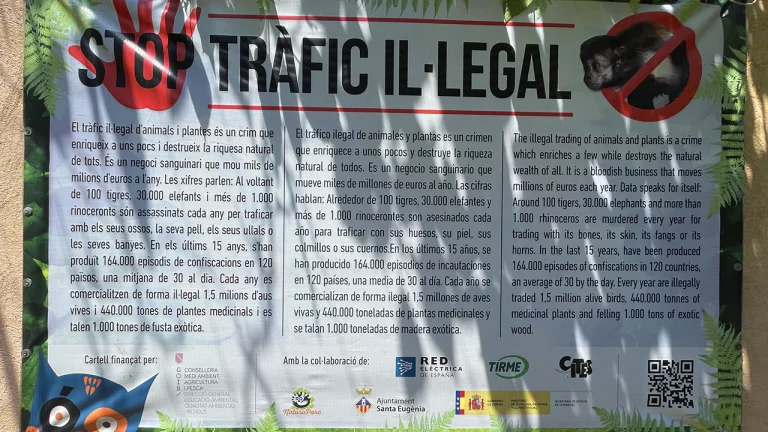 STOP TRÀFIC IL·LEGAL
El tràfic il·legal d'animals i plantes és un crim que
enriqueix a uns pocs i destrueix la riquesa natural
de tots. És un negoci sanguinari que mou mils de
milions d'euros a l'any. Les xifres parlen: Al voltant
de 100 tigres, 30.000 elefants i més de 1.000
rinoceronts són assassinats cada any per traficar
amb els seus ossos, la seva pell, els seus ullals o
les seves banyes. En els últims 15 anys, s'han
produït 164.000 episodis de confiscacions en 120
països, una mitjana de 30 al dia. Cada any es
comercialitzen de forma il·legal 1,5 milions d'aus
vives i 440.000 tones de plantes medicinals i es
talen 1.000 tones de fusta exòtica.
El tráfico ilegal de animales y plantas es un crimen
que enriquece a unos pocos y destruye la riqueza
natural de todos. Es un negocio sanguinario que
mueve miles de millones de euros al año. Las cifras
hablan: Alrededor de 100 tigres, 30.000 elefantes y
más de 1.000 rinocerontes son asesinados cada
año para traficar con sus huesos, su piel, sus
colmillos o sus cuernos.En los últimos 15 años, se
han producido 164.000 episodios de incautaciones
en 120 países, una media de 30 al día. Cada año se
comercializan de forma ilegal 1,5 millones de aves
vivas y 440.000 toneladas de plantas medicinales y
se talan 1.000 toneladas de madera exótica.
The illegal trading of animals and plants is a crime
which enriches a few while destroys the natural
wealth of all. It is a bloodish business that moves
millions of euros each year. Data speaks for itself:
Around 100 tigers, 30.000 elephants and more than
1.000 rhinoceros are murdered every year for
trading with its bones, its skin, its fangs or its
horns. In the last 15 years, have been produced
164.000 episodes of confiscations in 120 countries,
an average of 30 by the day. Every year are illegally
traded 1,5 million alive birds, 440.000 tonnes of
medicinal plants and felling 1.000 tons of exotic
wood.
Cartell finançat per:
G CONSELLERIA
O MEDI AMBIENT
I AGRICULTURA
B I PESCA
DIRECCIÓ GENERAL
EDUCACIÓ AMBIENTAL
QUALITAT AMBIENTAL
I RESIDUS
Amb la col·laboració de:
RED
ELÉCTRICA
DE ESPAÑA
TIRME
CITES
NaturaParc
Ajuntament
Santa Eugènia